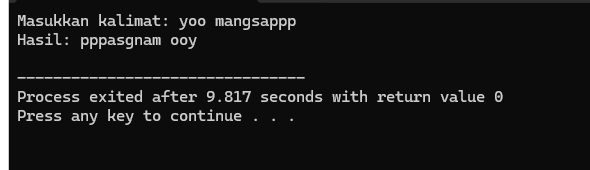 Masukkan kalimat: yoo mangsappp
Hasil: pppasgnam ooy

--------------------------------
Process exited after 9.817 seconds with return value 0
Press any key to continue . . .